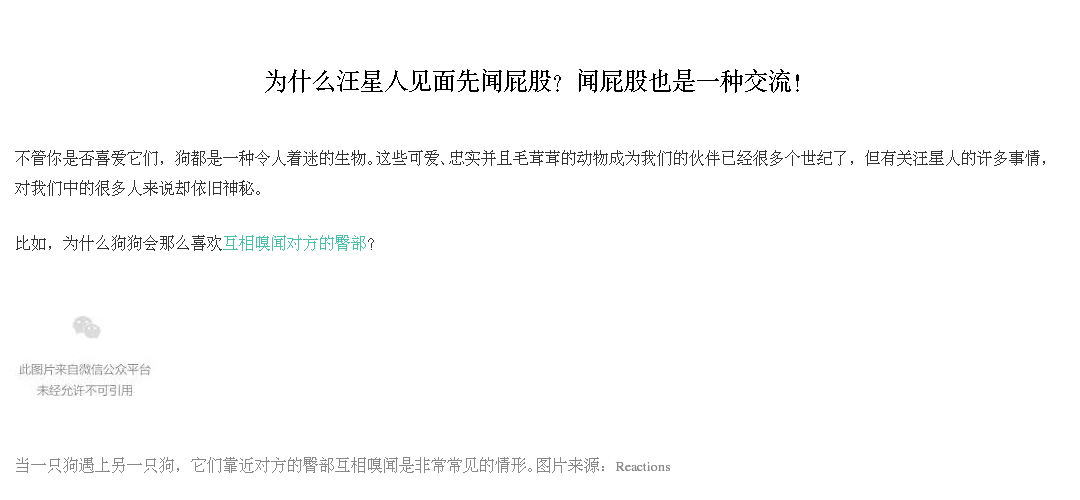 为什么汪星人见面先闻屁股？闻屁股也是一种交流！
不管你是否喜爱它们，狗都是一种令人着迷的生物。这些可爱、忠实并且毛茸茸的动物成为我们的伙伴已经很多个世纪了，但有关汪星人的许多事情，
对我们中的很多人来说却依旧神秘。
比如，为什么狗狗会那么喜欢互相嗅闻对方的臀部？
此图片来自微信公众平台
未经允许不可引用
当一只狗遇上另一只狗，它们靠近对方的臀部互相嗅闻是非常常见的情形。图片来源：Reactions